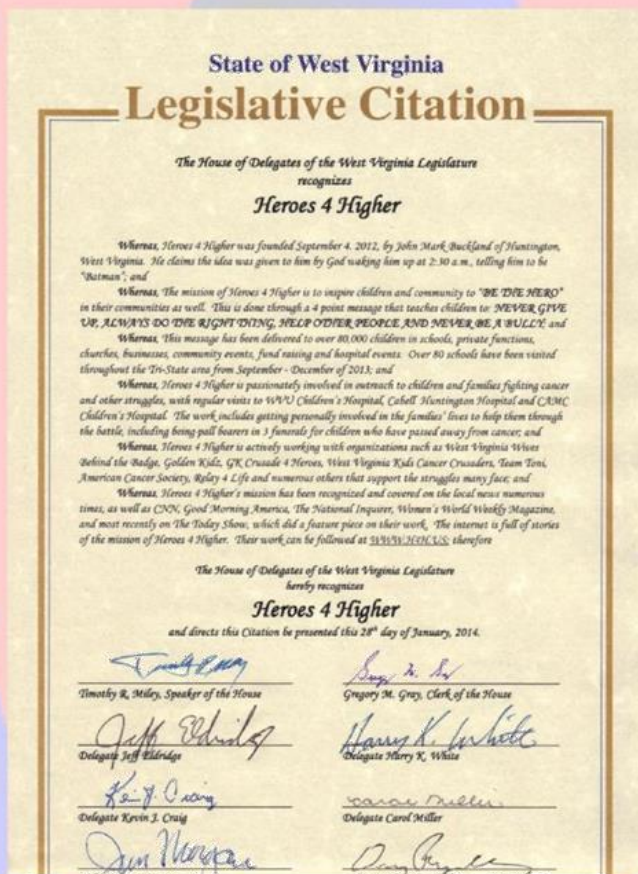 State of West Virginia
Legislative Citation
The House of Delegates of the West Virginia Legislature
recognizes
Heroes 4 Higher
Whereas, Heroes 4 Higher was founded September 4, 2012, by John Mark Buckland of Huntington,
West Virginia. He claims the idea was given to him by God waking him up at 2:30 a.m., telling him to be
"Batman"; and
Whereas, The mission of Heroes 4 Higher is to inspire children and community to "BE THE HERO"
in their communities as well. This is done through a 4 point message that teaches children to: NEVER GIVE
UP, ALWAYS DO THE RIGHT THING, HELP OTHER PEOPLE AND NEVER BE A BULLY; and
Whereas, This message has been delivered to over 80,000 children in schools, private functions,
churches, businesses, community events, fund raising and hospital events. Over 80 schools have been visited
throughout the Tri-State area from September - December of 2013; and
Whereas, Heroes 4 Higher is passionately involved in outreach to children and families fighting cancer
and other struggles, with regular visits to WVU Children's Hospital, Cabell Huntington Hospital and CAMC
Children's Hospital. The work includes getting personally involved in the families' lives to help them through
the battle, including being pall bearers in 3 funerals for children who have passed away from cancer; and
Whereas, Heroes 4 Higher is actively working with organizations such as West Virginia Wives
Behind the Badge, Golden Kidz, GK Crusade 4 Heroes, West Virginia Kids Cancer Crusaders, Team Toni,
American Cancer Society, Relay 4 Life and numerous others that support the struggles many face; and
Whereas, Heroes 4 Higher's mission has been recognized and covered on the local news numerous
times, as well as CNN, Good Morning America, The National Inquirer, Women's World Weekly Magazine,
and most recently on The Today Show, which did a feature piece on their work. The internet is full of stories
of the mission of Heroes 4 Higher. Their work can be followed at WWW.H4H.US; therefore
The House of Delegates of the West Virginia Legislature
hereby recognizes
Heroes 4 Higher
and directs this Citation be presented this 28th day of January, 2014.
Timothy R. Miley, Speaker of the House
Gregory M. Gray, Clerk of the House
Jeff Eldridge
Harry K. White
Delegate Jeff Eldridge
Delegate Harry K. White
Kevin J. Craig
Carol Miller
Delegate Kevin J. Craig
Delegate Carol Miller
Jim Morgan